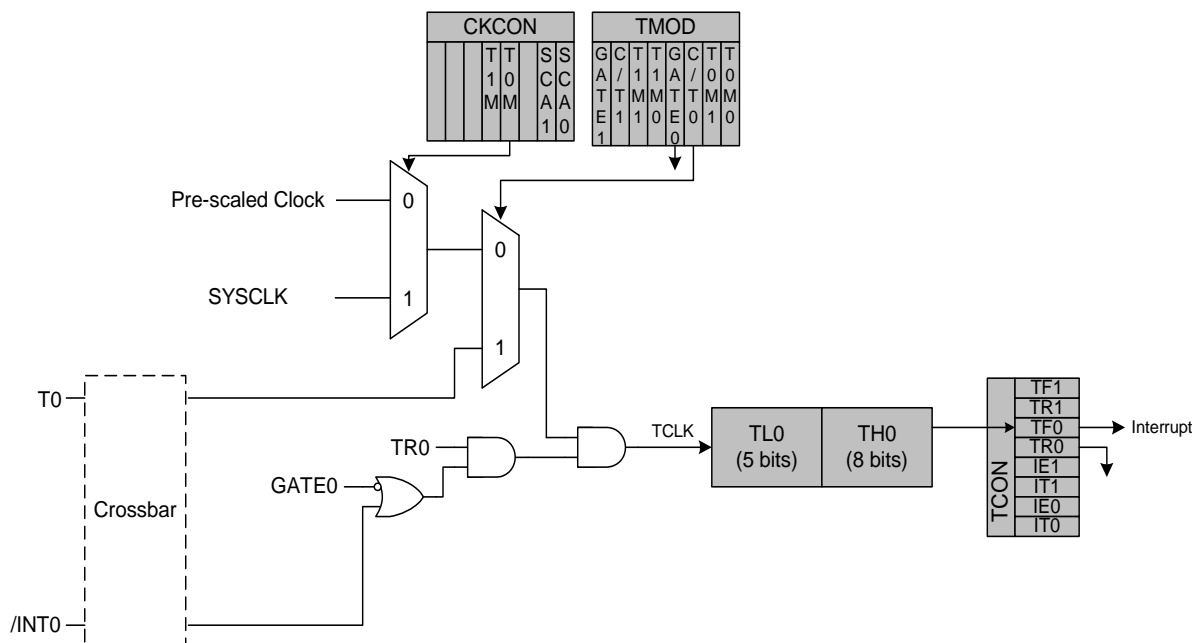 CKCON
T1M
T0M
SCA1
SCA0
TMOD
GATE1
C/T1
T1M1
T1M0
GATE0
C/T0
T0M1
T0M0
Pre-scaled Clock
0
SYSCLK
1
0
1
T0
Crossbar
/INT0
TR0
GATE0
TCLK
TL0
(5 bits)
TH0
(8 bits)
TCON
TF1
TR1
TF0
TR0
IE1
IT1
IE0
IT0
Interrupt